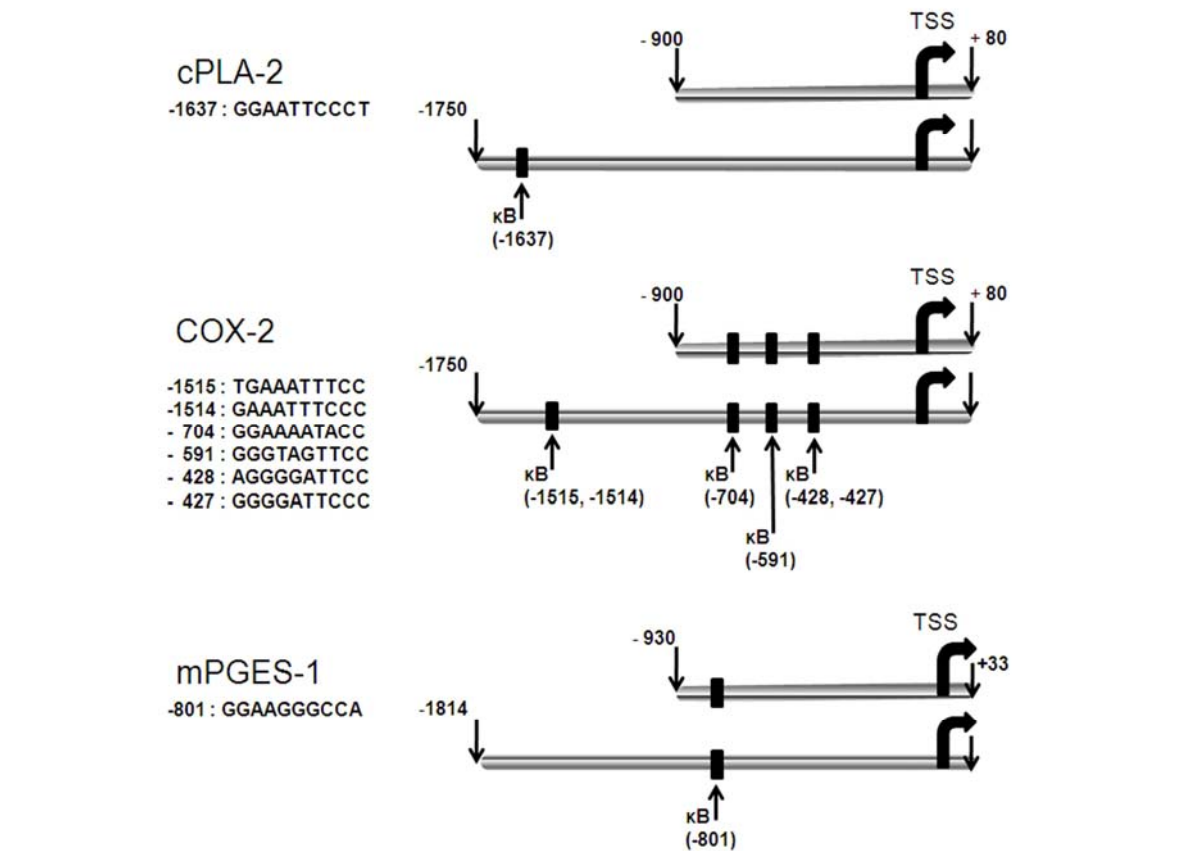 TSS
- 900
+ 80
cPLA-2
-1637 : GGAATTCCCT
-1750
κB
(-1637)
TSS
- 900
+ 80
COX-2
-1750
-1515 : TGAAATTTCC
-1514 : GAAATTTCCC
- 704 : GGAAAATACC
- 591 : GGGTAGTTCC
- 428 : AGGGGATTCC
- 427 : GGGGATTCCC
κB
(-1515, -1514)
κB
(-704)
κB
(-428, -427)
κB
(-591)
TSS
- 930
+33
mPGES-1
-801 : GGAAGGGCCA
-1814
κB
(-801)